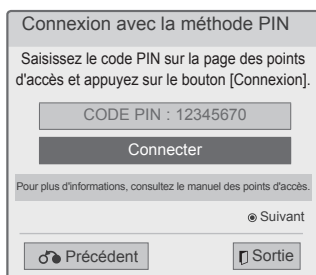 Connexion avec la méthode PIN
Saisissez le code PIN sur la page des points
d'accès et appuyez sur le bouton [Connexion].
CODE PIN : 12345670
Connecter
Pour plus d'informations, consultez le manuel des points d'accès.
Suivant
Précédent
Sortie